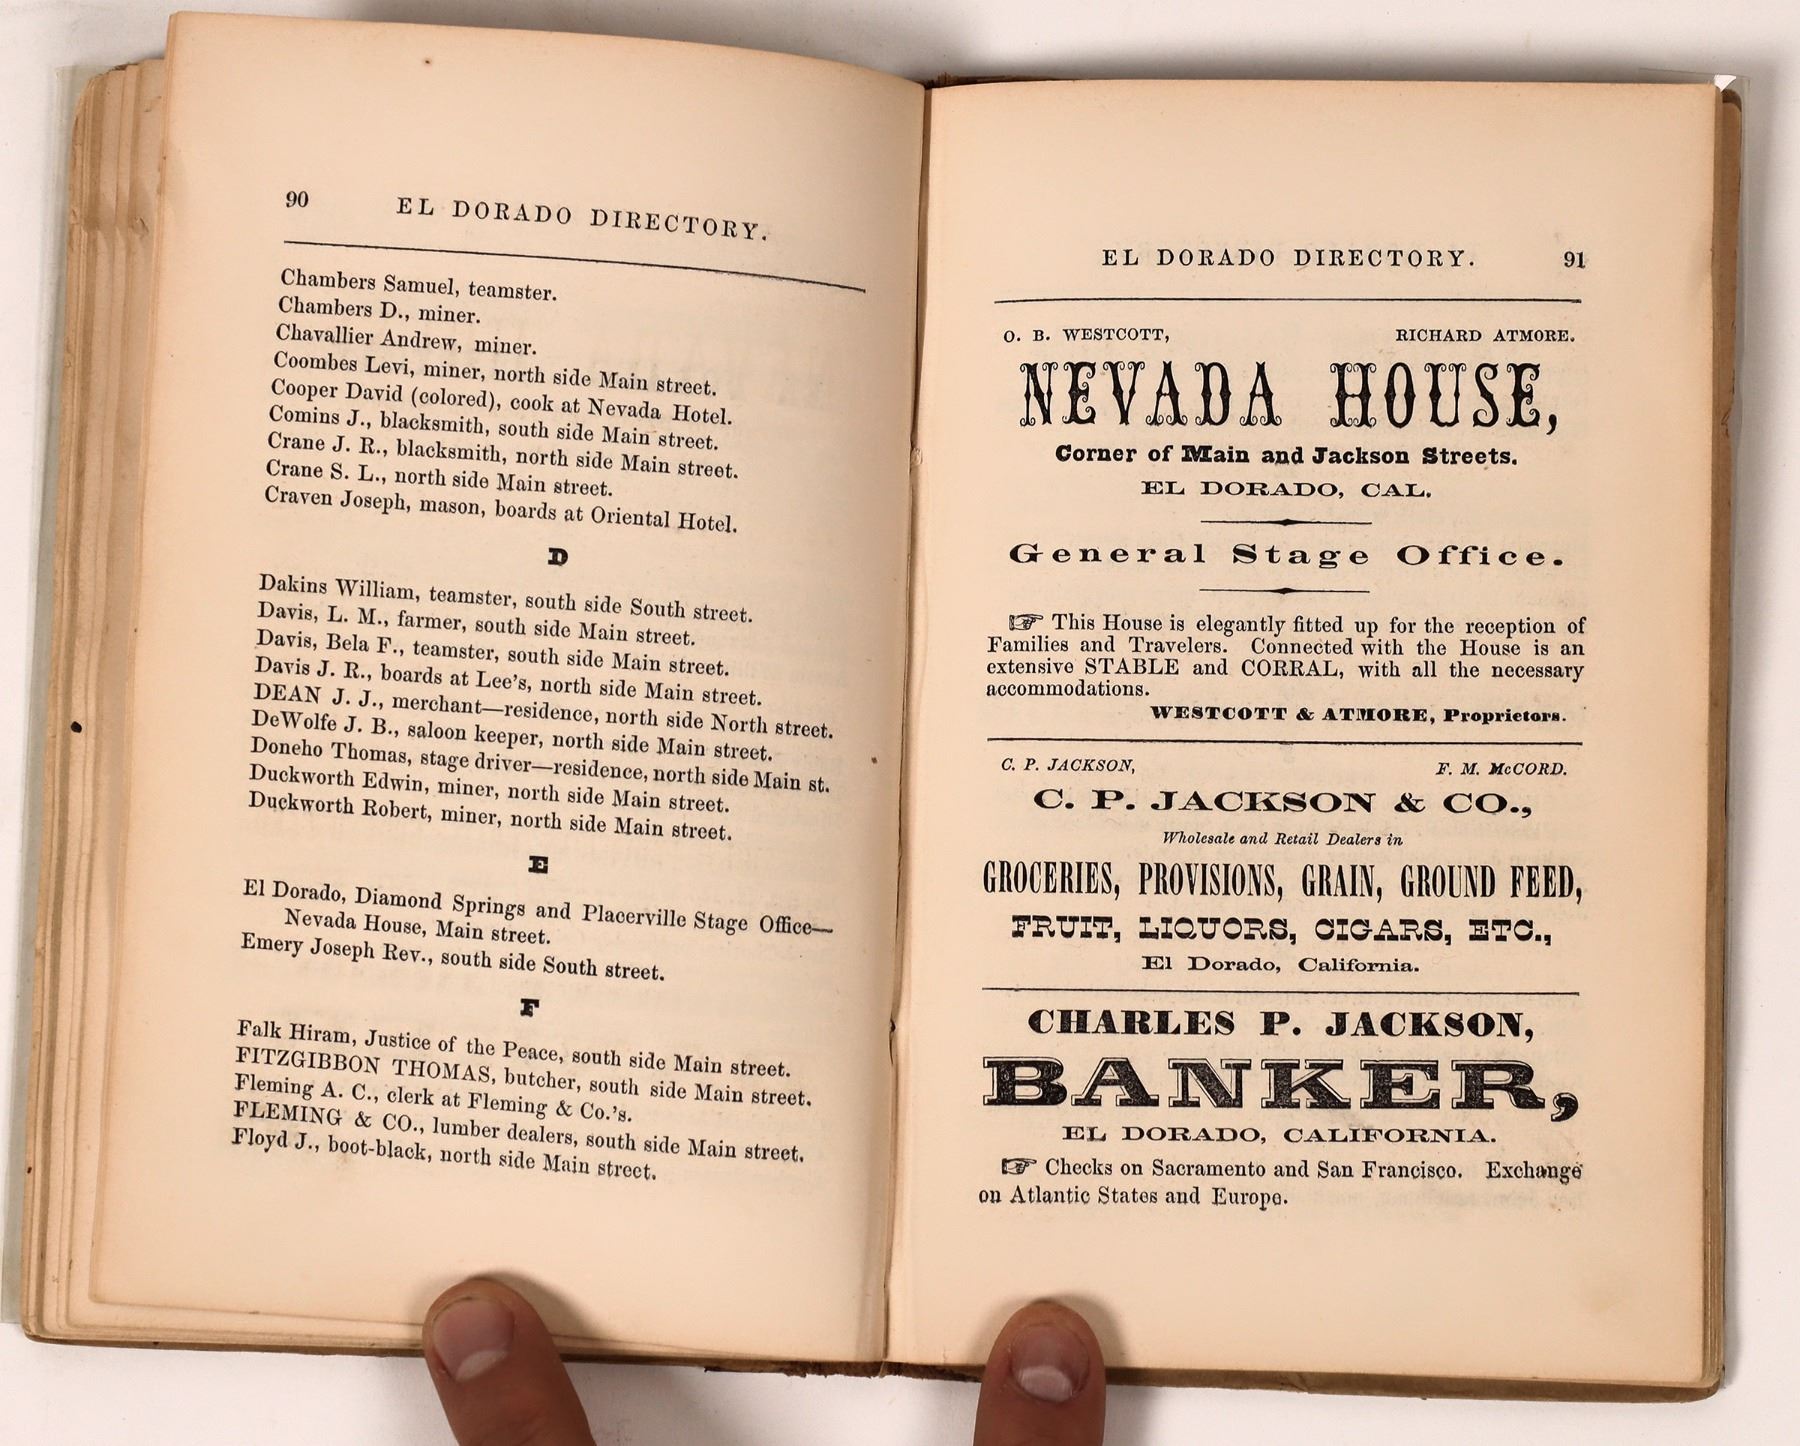 90 EL DORADO DIRECTORY.
Chambers Samuel, teamster.
Chambers D., miner.
Chavallier Andrew, miner.
Coombes Levi, miner, north side Main street.
Cooper David (colored), cook at Nevada Hotel.
Comins J., blacksmith, south side Main street.
Crane J. R., blacksmith, north side Main street.
Crane S. L., north side Main street.
Craven Joseph, mason, boards at Oriental Hotel.
D
Dakins William, teamster, south side South street.
Davis, L. M., farmer, south side Main street.
Davis, Bela F., teamster, south side Main street.
Davis J. R., boards at Lee's, north side Main street.
DEAN J. J., merchant—residence, north side North street.
DeWolfe J. B., saloon keeper, north side Main street.
Doneho Thomas, stage driver—residence, north side Main st.
Duckworth Edwin, miner, north side Main street.
Duckworth Robert, miner, north side Main street.
E
El Dorado, Diamond Springs and Placerville Stage Office—
Nevada House, Main street.
Emery Joseph Rev., south side South street.
F
Falk Hiram, Justice of the Peace, south side Main street.
FITZGIBBON THOMAS, butcher, south side Main street.
Fleming A. C., clerk at Fleming & Co.'s.
FLEMING & CO., lumber dealers, south side Main street.
Floyd J., boot-black, north side Main street.
EL DORADO DIRECTORY. 91
O. B. WESTCOTT, RICHARD ATMORE.
NEVADA HOUSE,
Corner of Main and Jackson Streets.
EL DORADO, CAL.
General Stage Office.
☞ This House is elegantly fitted up for the reception of
Families and Travelers. Connected with the House is an
extensive STABLE and CORRAL, with all the necessary
accommodations.
WESTCOTT & ATMORE, Proprietors.
C. P. JACKSON, F. M. McCORD.
C. P. JACKSON & CO.,
Wholesale and Retail Dealers in
GROCERIES, PROVISIONS, GRAIN, GROUND FEED,
FRUIT, LIQUORS, CIGARS, ETC.,
El Dorado, California.
CHARLES P. JACKSON,
BANKER,
EL DORADO, CALIFORNIA.
☞ Checks on Sacramento and San Francisco. Exchange
on Atlantic States and Europe.